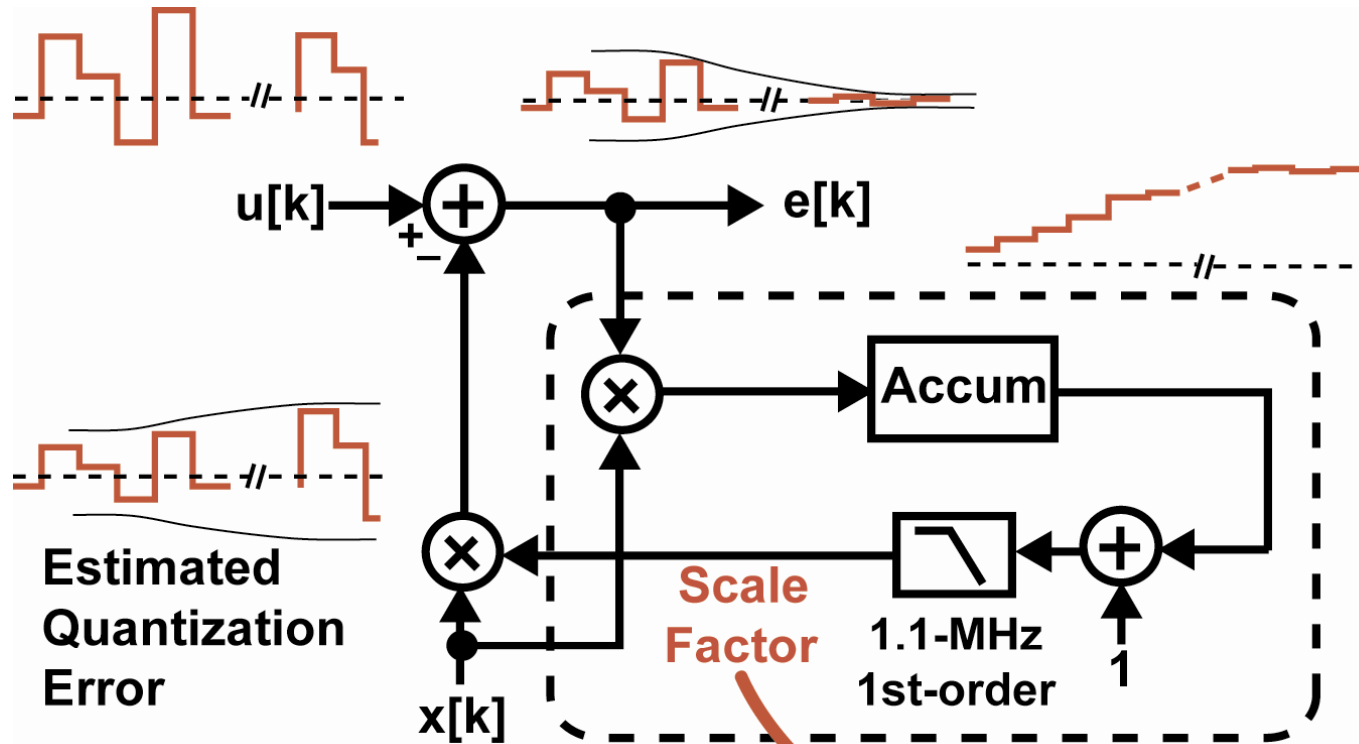 u[k]
+
+
−
e[k]
×
Accum
Estimated
Quantization
Error
×
Scale
Factor
1.1-MHz
1st-order
+
1
x[k]